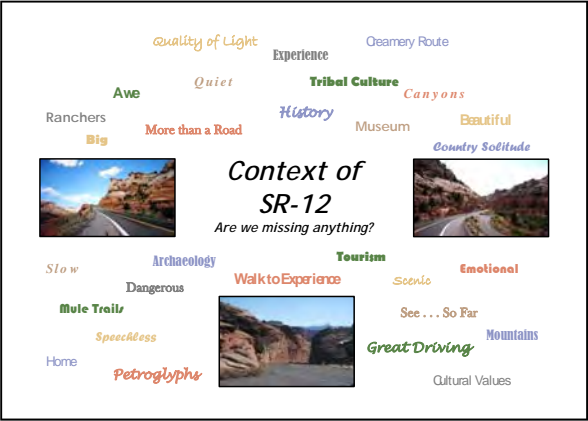 Quality of Light
Experience
Creamery Route
Quiet
Tribal Culture
Awe
Canyons
History
Ranchers
Beautiful
More than a Road
Museum
Big
Country Solitude
Context of
SR-12
Are we missing anything?
Tourism
Archaeology
Slow
Emotional
Walk to Experience
Scenic
Dangerous
Mule Trails
See . . . So Far
Speechless
Mountains
Great Driving
Home
Petroglyphs
Cultural Values